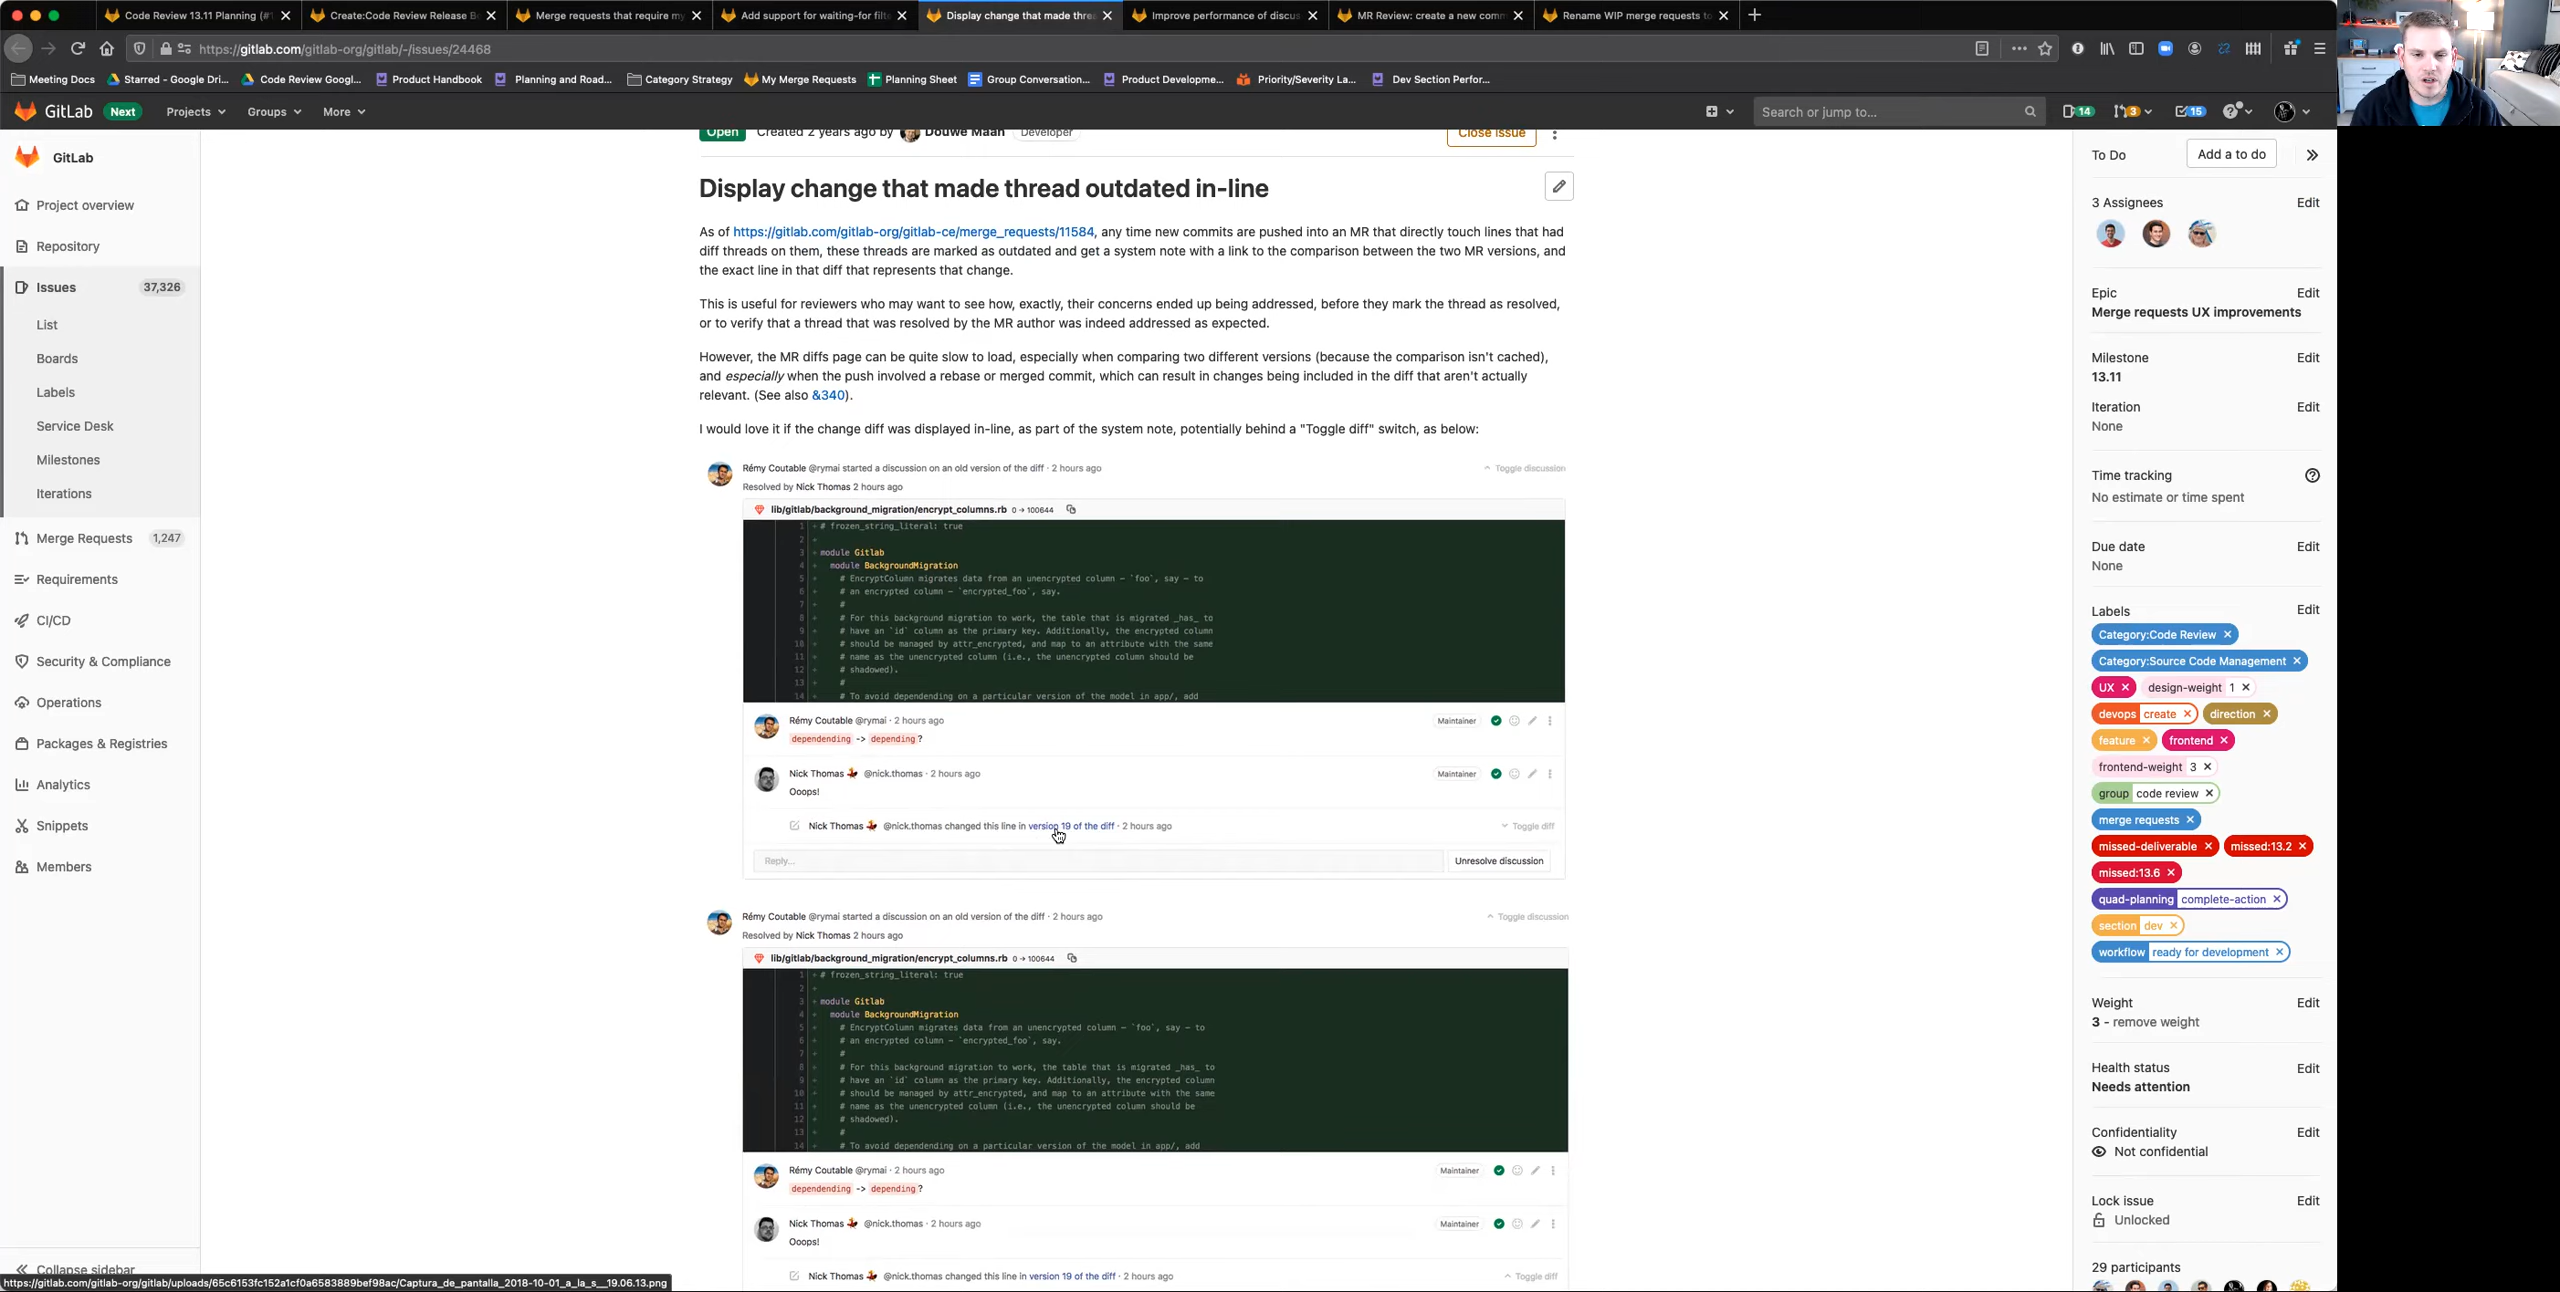 Code Review 13.11 Planning (#1
Create:Code Review Release B
Merge requests that require my
Add support for waiting-for filt
Display change that made threa
Improve performance of discus
MR Review: create a new comm
Rename WIP merge requests to
https://gitlab.com/gitlab-org/gitlab/-/issues/24468
Meeting Docs
Starred - Google Dri...
Code Review Googl...
Product Handbook
Planning and Road...
Category Strategy
My Merge Requests
Planning Sheet
Group Conversation...
Product Developme...
Priority/Severity La...
Dev Section Perfor...
GitLab Next Projects Groups More
Search or jump to...
14 3 15
GitLab
Project overview
Repository
Issues 37,326
List
Boards
Labels
Service Desk
Milestones
Iterations
Merge Requests 1,247
Requirements
CI/CD
Security & Compliance
Operations
Packages & Registries
Analytics
Snippets
Members
Collapse sidebar
https://gitlab.com/gitlab-org/gitlab/uploads/65c6153fc152a1cf0a6583889bef98ac/Captura_de_pantalla_2018-10-01_a_la_s__19.06.13.png
Open Created 2 years ago by Douwe Maan Developer
Close issue
Display change that made thread outdated in-line
As of https://gitlab.com/gitlab-org/gitlab-ce/merge_requests/11584, any time new commits are pushed into an MR that directly touch lines that had
diff threads on them, these threads are marked as outdated and get a system note with a link to the comparison between the two MR versions, and
the exact line in that diff that represents that change.
This is useful for reviewers who may want to see how, exactly, their concerns ended up being addressed, before they mark the thread as resolved,
or to verify that a thread that was resolved by the MR author was indeed addressed as expected.
However, the MR diffs page can be quite slow to load, especially when comparing two different versions (because the comparison isn't cached),
and especially when the push involved a rebase or merged commit, which can result in changes being included in the diff that aren't actually
relevant. (See also &340).
I would love it if the change diff was displayed in-line, as part of the system note, potentially behind a "Toggle diff" switch, as below:
Rémy Coutable @rymai started a discussion on an old version of the diff · 2 hours ago
Toggle discussion
Resolved by Nick Thomas 2 hours ago
lib/gitlab/background_migration/encrypt_columns.rb 0 → 100644
1 + # frozen_string_literal: true
2 +
3 + module Gitlab
4 + module BackgroundMigration
5 + # EncryptColumn migrates data from an unencrypted column - `foo`, say - to
6 + # an encrypted column - `encrypted_foo`, say.
7 + #
8 + # For this background migration to work, the table that is migrated _has_ to
9 + # have an `id` column as the primary key. Additionally, the encrypted column
10 + # should be managed by attr_encrypted, and map to an attribute with the same
11 + # name as the unencrypted column (i.e., the unencrypted column should be
12 + # shadowed).
13 + #
14 + # To avoid depending on a particular version of the model in app/, add
Rémy Coutable @rymai · 2 hours ago
Maintainer
dependending -> depending ?
Nick Thomas @nick.thomas · 2 hours ago
Maintainer
Ooops!
Nick Thomas @nick.thomas changed this line in version 19 of the diff · 2 hours ago
Toggle diff
Reply...
Unresolve discussion
Rémy Coutable @rymai started a discussion on an old version of the diff · 2 hours ago
Toggle discussion
Resolved by Nick Thomas 2 hours ago
lib/gitlab/background_migration/encrypt_columns.rb 0 → 100644
1 + # frozen_string_literal: true
2 +
3 + module Gitlab
4 + module BackgroundMigration
5 + # EncryptColumn migrates data from an unencrypted column - `foo`, say - to
6 + # an encrypted column - `encrypted_foo`, say.
7 + #
8 + # For this background migration to work, the table that is migrated _has_ to
9 + # have an `id` column as the primary key. Additionally, the encrypted column
10 + # should be managed by attr_encrypted, and map to an attribute with the same
11 + # name as the unencrypted column (i.e., the unencrypted column should be
12 + # shadowed).
13 + #
14 + # To avoid depending on a particular version of the model in app/, add
Rémy Coutable @rymai · 2 hours ago
Maintainer
dependending -> depending ?
Nick Thomas @nick.thomas · 2 hours ago
Maintainer
Ooops!
Nick Thomas @nick.thomas changed this line in version 19 of the diff · 2 hours ago
Toggle diff
To Do
Add a to do
3 Assignees Edit
Epic Edit
Merge requests UX improvements
Milestone Edit
13.11
Iteration Edit
None
Time tracking
No estimate or time spent
Due date Edit
None
Labels Edit
Category:Code Review
Category:Source Code Management
UX design-weight 1
devops create direction
feature frontend
frontend-weight 3
group code review
merge requests
missed-deliverable missed:13.2
missed:13.6
quad-planning complete-action
section dev
workflow ready for development
Weight Edit
3 - remove weight
Health status Edit
Needs attention
Confidentiality Edit
Not confidential
Lock issue Edit
Unlocked
29 participants